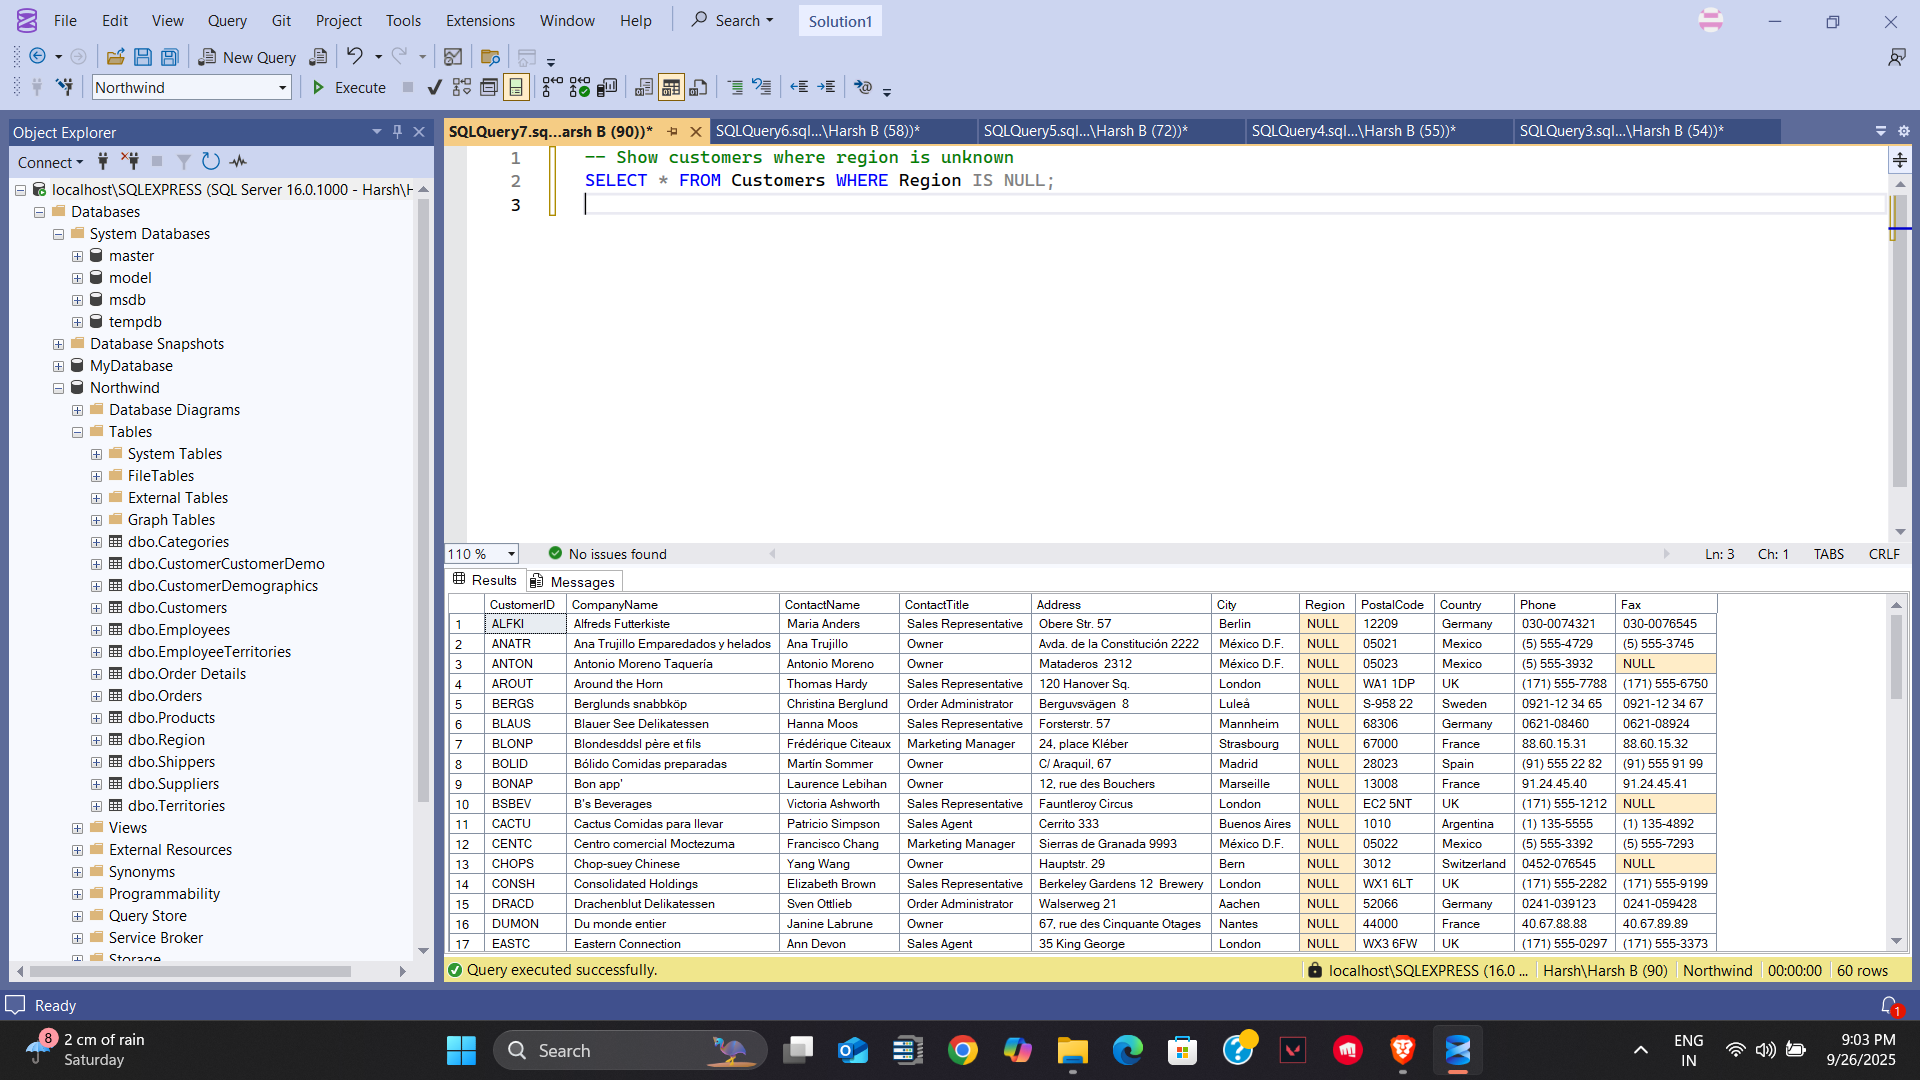 File Edit View Query Git Project Tools Extensions Window Help Search Solution1
New Query
Northwind Execute
Object Explorer
Connect
localhost\SQLEXPRESS (SQL Server 16.0.1000 - Harsh\H
Databases
System Databases
master
model
msdb
tempdb
Database Snapshots
MyDatabase
Northwind
Database Diagrams
Tables
System Tables
FileTables
External Tables
Graph Tables
dbo.Categories
dbo.CustomerCustomerDemo
dbo.CustomerDemographics
dbo.Customers
dbo.Employees
dbo.EmployeeTerritories
dbo.Order Details
dbo.Orders
dbo.Products
dbo.Region
dbo.Shippers
dbo.Suppliers
dbo.Territories
Views
External Resources
Synonyms
Programmability
Query Store
Service Broker
Storage
SQLQuery7.sq...arsh B (90))* SQLQuery6.sql...\Harsh B (58))* SQLQuery5.sql...\Harsh B (72))* SQLQuery4.sql...\Harsh B (55))* SQLQuery3.sql...\Harsh B (54))*
1 -- Show customers where region is unknown
2 SELECT * FROM Customers WHERE Region IS NULL;
3
110 % No issues found Ln: 3 Ch: 1 TABS CRLF
Results Messages
CustomerID CompanyName ContactName ContactTitle Address City Region PostalCode Country Phone Fax
1 ALFKI Alfreds Futterkiste Maria Anders Sales Representative Obere Str. 57 Berlin NULL 12209 Germany 030-0074321 030-0076545
2 ANATR Ana Trujillo Emparedados y helados Ana Trujillo Owner Avda. de la Constitución 2222 México D.F. NULL 05021 Mexico (5) 555-4729 (5) 555-3745
3 ANTON Antonio Moreno Taquería Antonio Moreno Owner Mataderos 2312 México D.F. NULL 05023 Mexico (5) 555-3932 NULL
4 AROUT Around the Horn Thomas Hardy Sales Representative 120 Hanover Sq. London NULL WA1 1DP UK (171) 555-7788 (171) 555-6750
5 BERGS Berglunds snabbköp Christina Berglund Order Administrator Berguvsvägen 8 Luleå NULL S-958 22 Sweden 0921-12 34 65 0921-12 34 67
6 BLAUS Blauer See Delikatessen Hanna Moos Sales Representative Forsterstr. 57 Mannheim NULL 68306 Germany 0621-08460 0621-08924
7 BLONP Blondesddsl père et fils Frédérique Citeaux Marketing Manager 24, place Kléber Strasbourg NULL 67000 France 88.60.15.31 88.60.15.32
8 BOLID Bólido Comidas preparadas Martín Sommer Owner C/ Araquil, 67 Madrid NULL 28023 Spain (91) 555 22 82 (91) 555 91 99
9 BONAP Bon app' Laurence Lebihan Owner 12, rue des Bouchers Marseille NULL 13008 France 91.24.45.40 91.24.45.41
10 BSBEV B's Beverages Victoria Ashworth Sales Representative Fauntleroy Circus London NULL EC2 5NT UK (171) 555-1212 NULL
11 CACTU Cactus Comidas para llevar Patricio Simpson Sales Agent Cerrito 333 Buenos Aires NULL 1010 Argentina (1) 135-5555 (1) 135-4892
12 CENTC Centro comercial Moctezuma Francisco Chang Marketing Manager Sierras de Granada 9993 México D.F. NULL 05022 Mexico (5) 555-3392 (5) 555-7293
13 CHOPS Chop-suey Chinese Yang Wang Owner Hauptstr. 29 Bern NULL 3012 Switzerland 0452-076545 NULL
14 CONSH Consolidated Holdings Elizabeth Brown Sales Representative Berkeley Gardens 12 Brewery London NULL WX1 6LT UK (171) 555-2282 (171) 555-9199
15 DRACD Drachenblut Delikatessen Sven Ottlieb Order Administrator Walserweg 21 Aachen NULL 52066 Germany 0241-039123 0241-059428
16 DUMON Du monde entier Janine Labrune Owner 67, rue des Cinquante Otages Nantes NULL 44000 France 40.67.88.88 40.67.89.89
17 EASTC Eastern Connection Ann Devon Sales Agent 35 King George London NULL WX3 6FW UK (171) 555-0297 (171) 555-3373
Query executed successfully. localhost\SQLEXPRESS (16.0 ... Harsh\Harsh B (90) Northwind 00:00:00 60 rows
Ready 1
8 2 cm of rain
Saturday
Search
ENG
IN
9:03 PM
9/26/2025